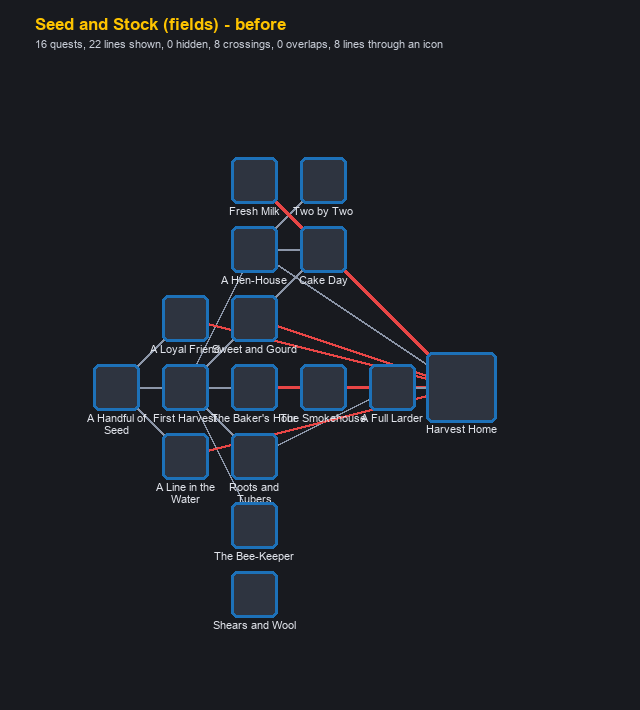 Seed and Stock (fields) - before
16 quests, 22 lines shown, 0 hidden, 8 crossings, 0 overlaps, 8 lines through an icon
Fresh Milk
Two by Two
A Hen-House
Cake Day
A Loyal Friend
Sweet and Gourd
A Handful of
Seed
First Harvest
The Baker's
The Smokehouse
A Full Larder
Harvest Home
A Line in the
Water
Roots and
Tubers
The Bee-Keeper
Shears and Wool